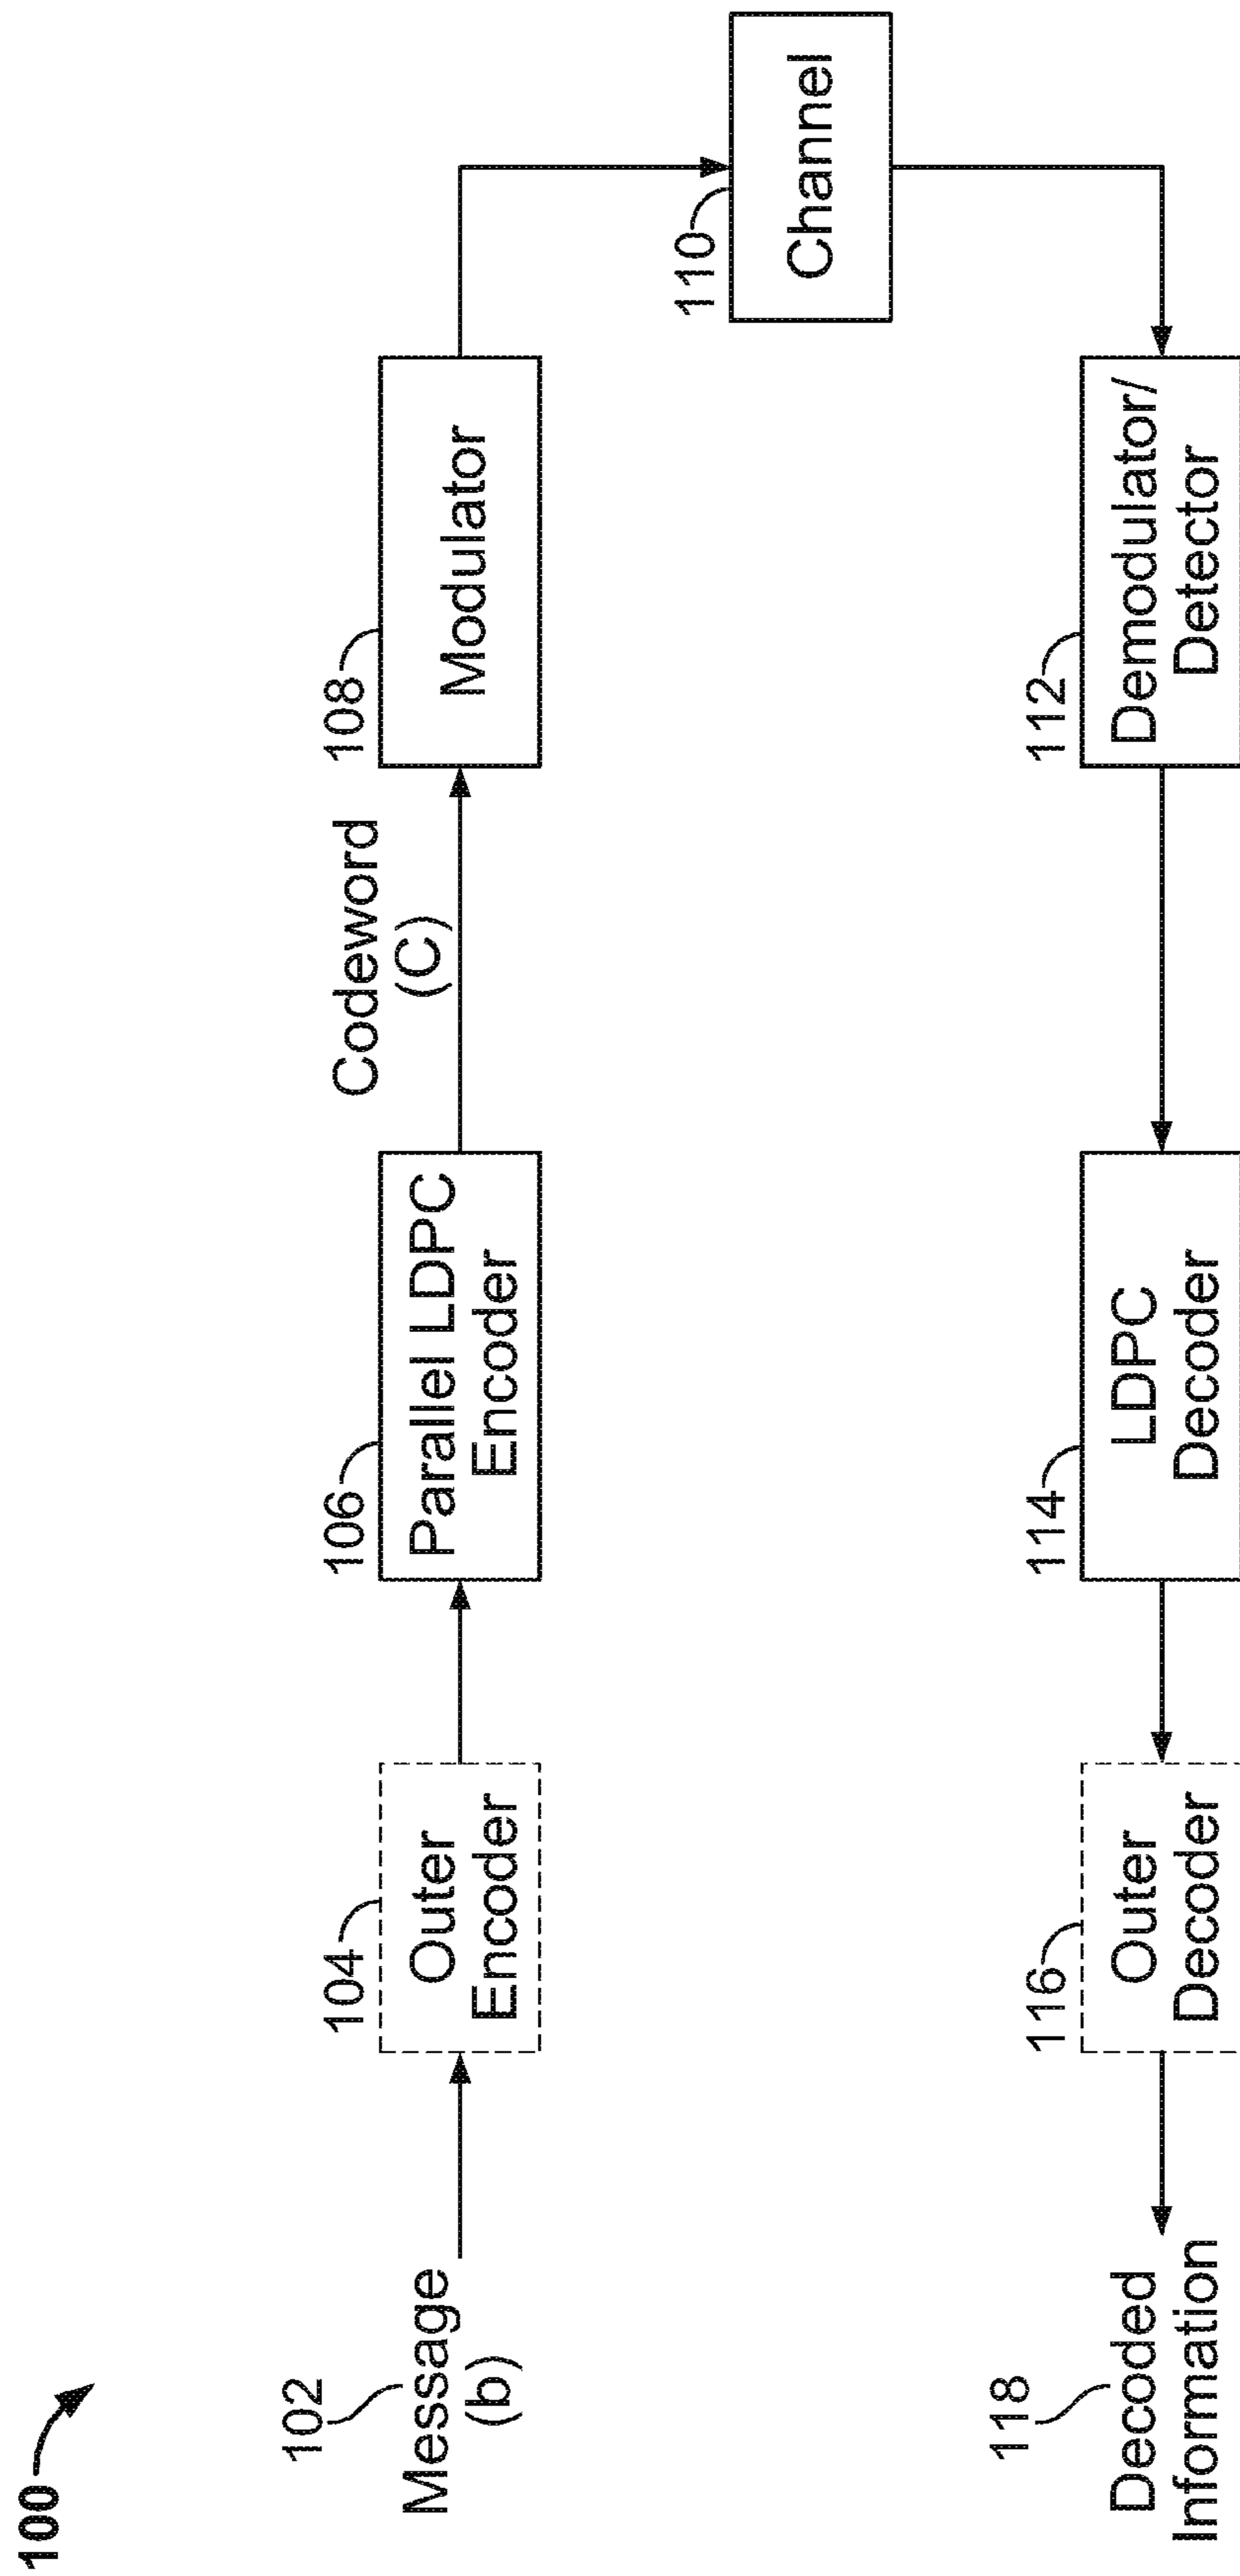 100
102
Message
(b)
104
Outer
Encoder
106
Parallel LDPC
Encoder
Codeword
(C)
108
Modulator
110
Channel
112
Demodulator/
Detector
114
LDPC
Decoder
116
Outer
Decoder
118
Decoded
Information